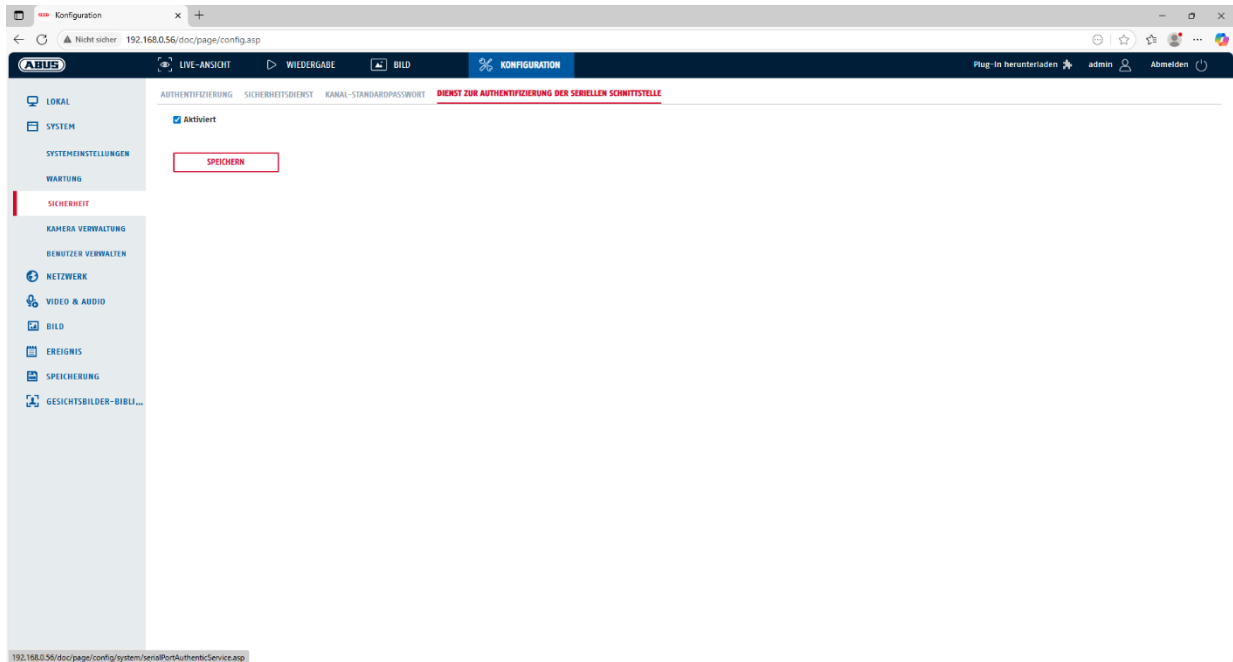 Konfiguration
Nicht sicher 192.168.0.56/doc/page/config.asp
ABUS LIVE-ANSICHT WIEDERGABE BILD KONFIGURATION Plug-In herunterladen admin Abmelden
LOKAL
SYSTEM
SYSTEMEINSTELLUNGEN
WARTUNG
SICHERHEIT
KAMERA VERWALTUNG
BENUTZER VERWALTEN
NETZWERK
VIDEO & AUDIO
BILD
EREIGNIS
SPEICHERUNG
GESICHTSBILDER-BIBLI...
AUTHENTIFIZIERUNG SICHERHEITSDIENST KANAL-STANDARDPASSWORT DIENST ZUR AUTHENTIFIZIERUNG DER SERIELLEN SCHNITTSTELLE
Aktiviert
SPEICHERN
192.168.0.56/doc/page/config/system/serialPortAuthenticService.asp